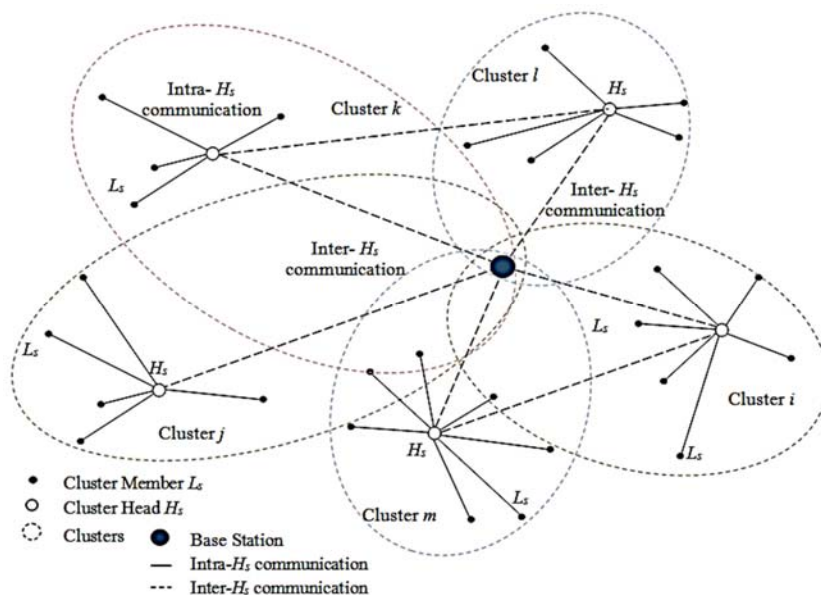 Cluster l
Hs
Intra- Hs
communication
Cluster k
Ls
Inter- Hs
communication
Inter- Hs
communication
Ls
Ls
Hs
Cluster i
Cluster j
Hs
Ls
Ls
Cluster m
Cluster Member Ls
Cluster Head Hs
Clusters
Base Station
Intra-Hs communication
Inter-Hs communication